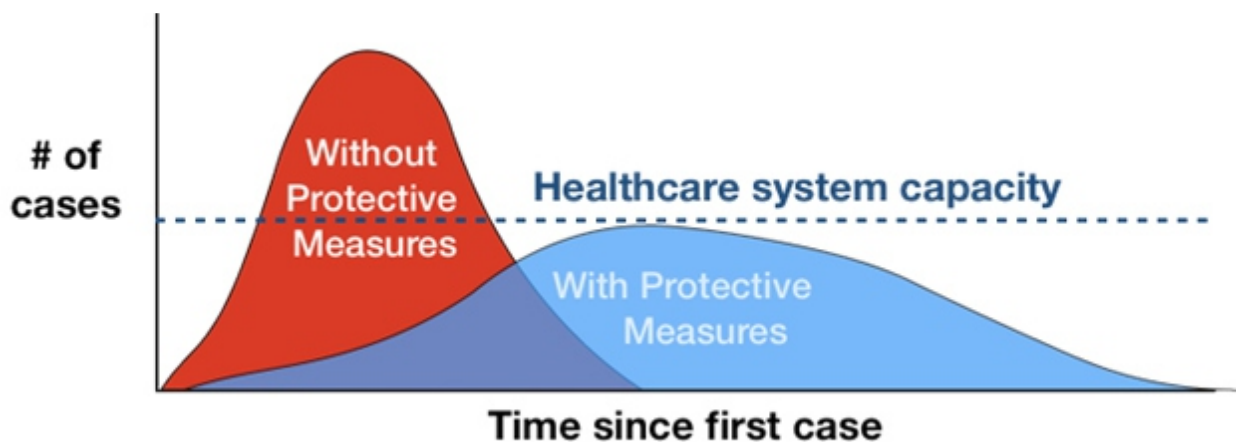 # of
cases
Without
Protective
Measures
Healthcare system capacity
With Protective
Measures
Time since first case